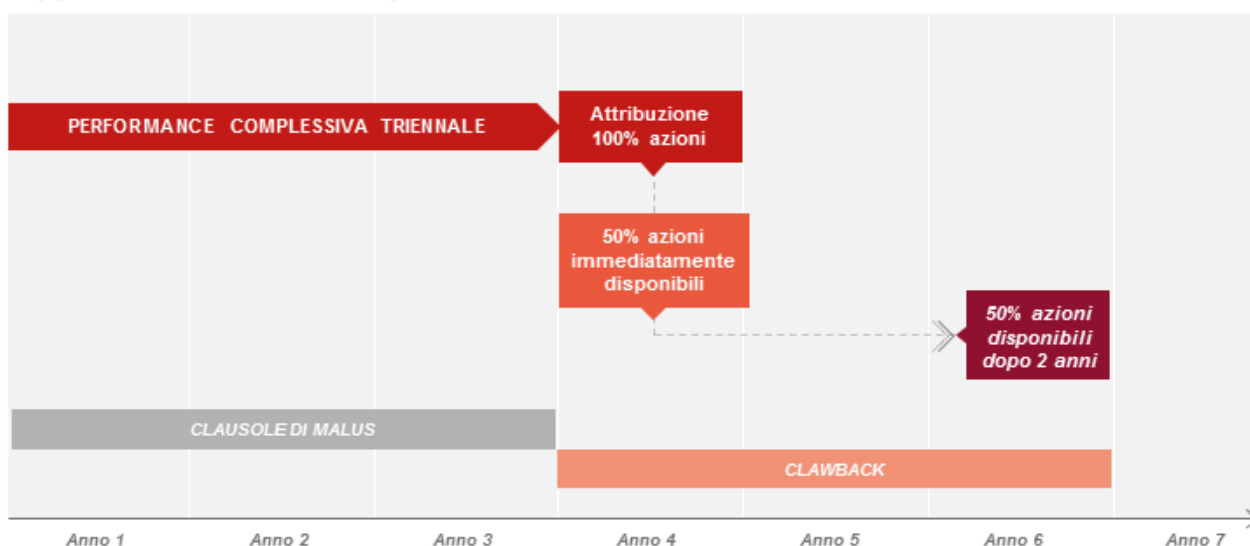 PERFORMANCE COMPLESSIVA TRIENNALE
Attribuzione
100% azioni
50% azioni
immediatamente
disponibili
50% azioni
disponibili
dopo 2 anni
CLAUSOLE DI MALUS
CLAWBACK
Anno 1
Anno 2
Anno 3
Anno 4
Anno 5
Anno 6
Anno 7